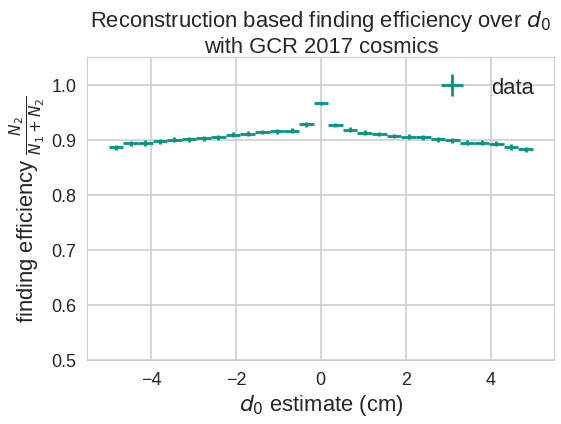 Reconstruction based finding efficiency over d₀
with GCR 2017 cosmics
data
finding efficiency N₂ / N₁ + N₂
1.0
0.9
0.8
0.7
0.6
0.5
−4
−2
0
2
4
d₀ estimate (cm)